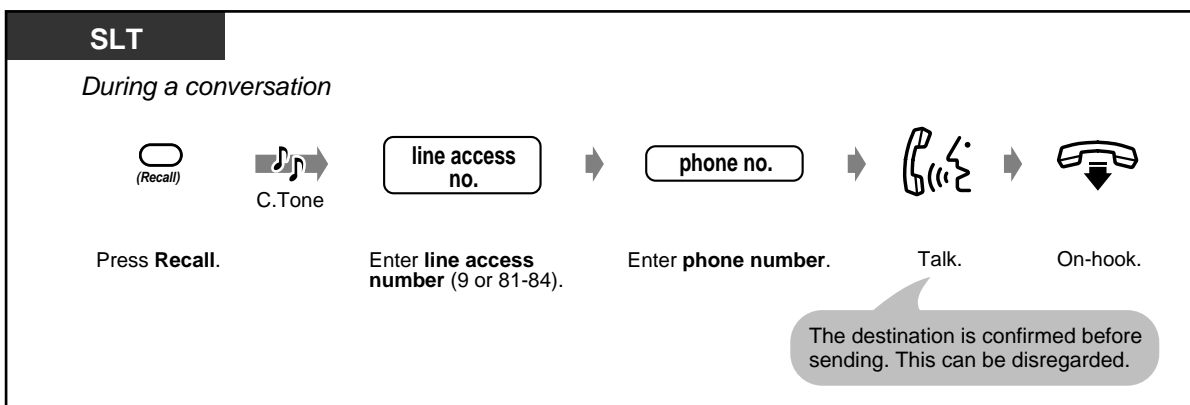 SLT
During a conversation
(Recall)
C.Tone
line access
no.
phone no.
Press Recall.
Enter line access
number (9 or 81-84).
Enter phone number.
Talk.
On-hook.
The destination is confirmed before
sending. This can be disregarded.